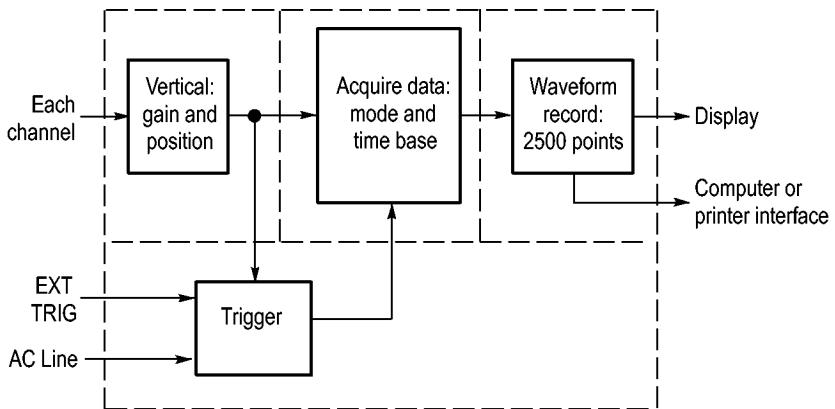 Each
channel
Vertical:
gain and
position
Acquire data:
mode and
time base
Waveform
record:
2500 points
Display
Computer or
printer interface
EXT
TRIG
AC Line
Trigger